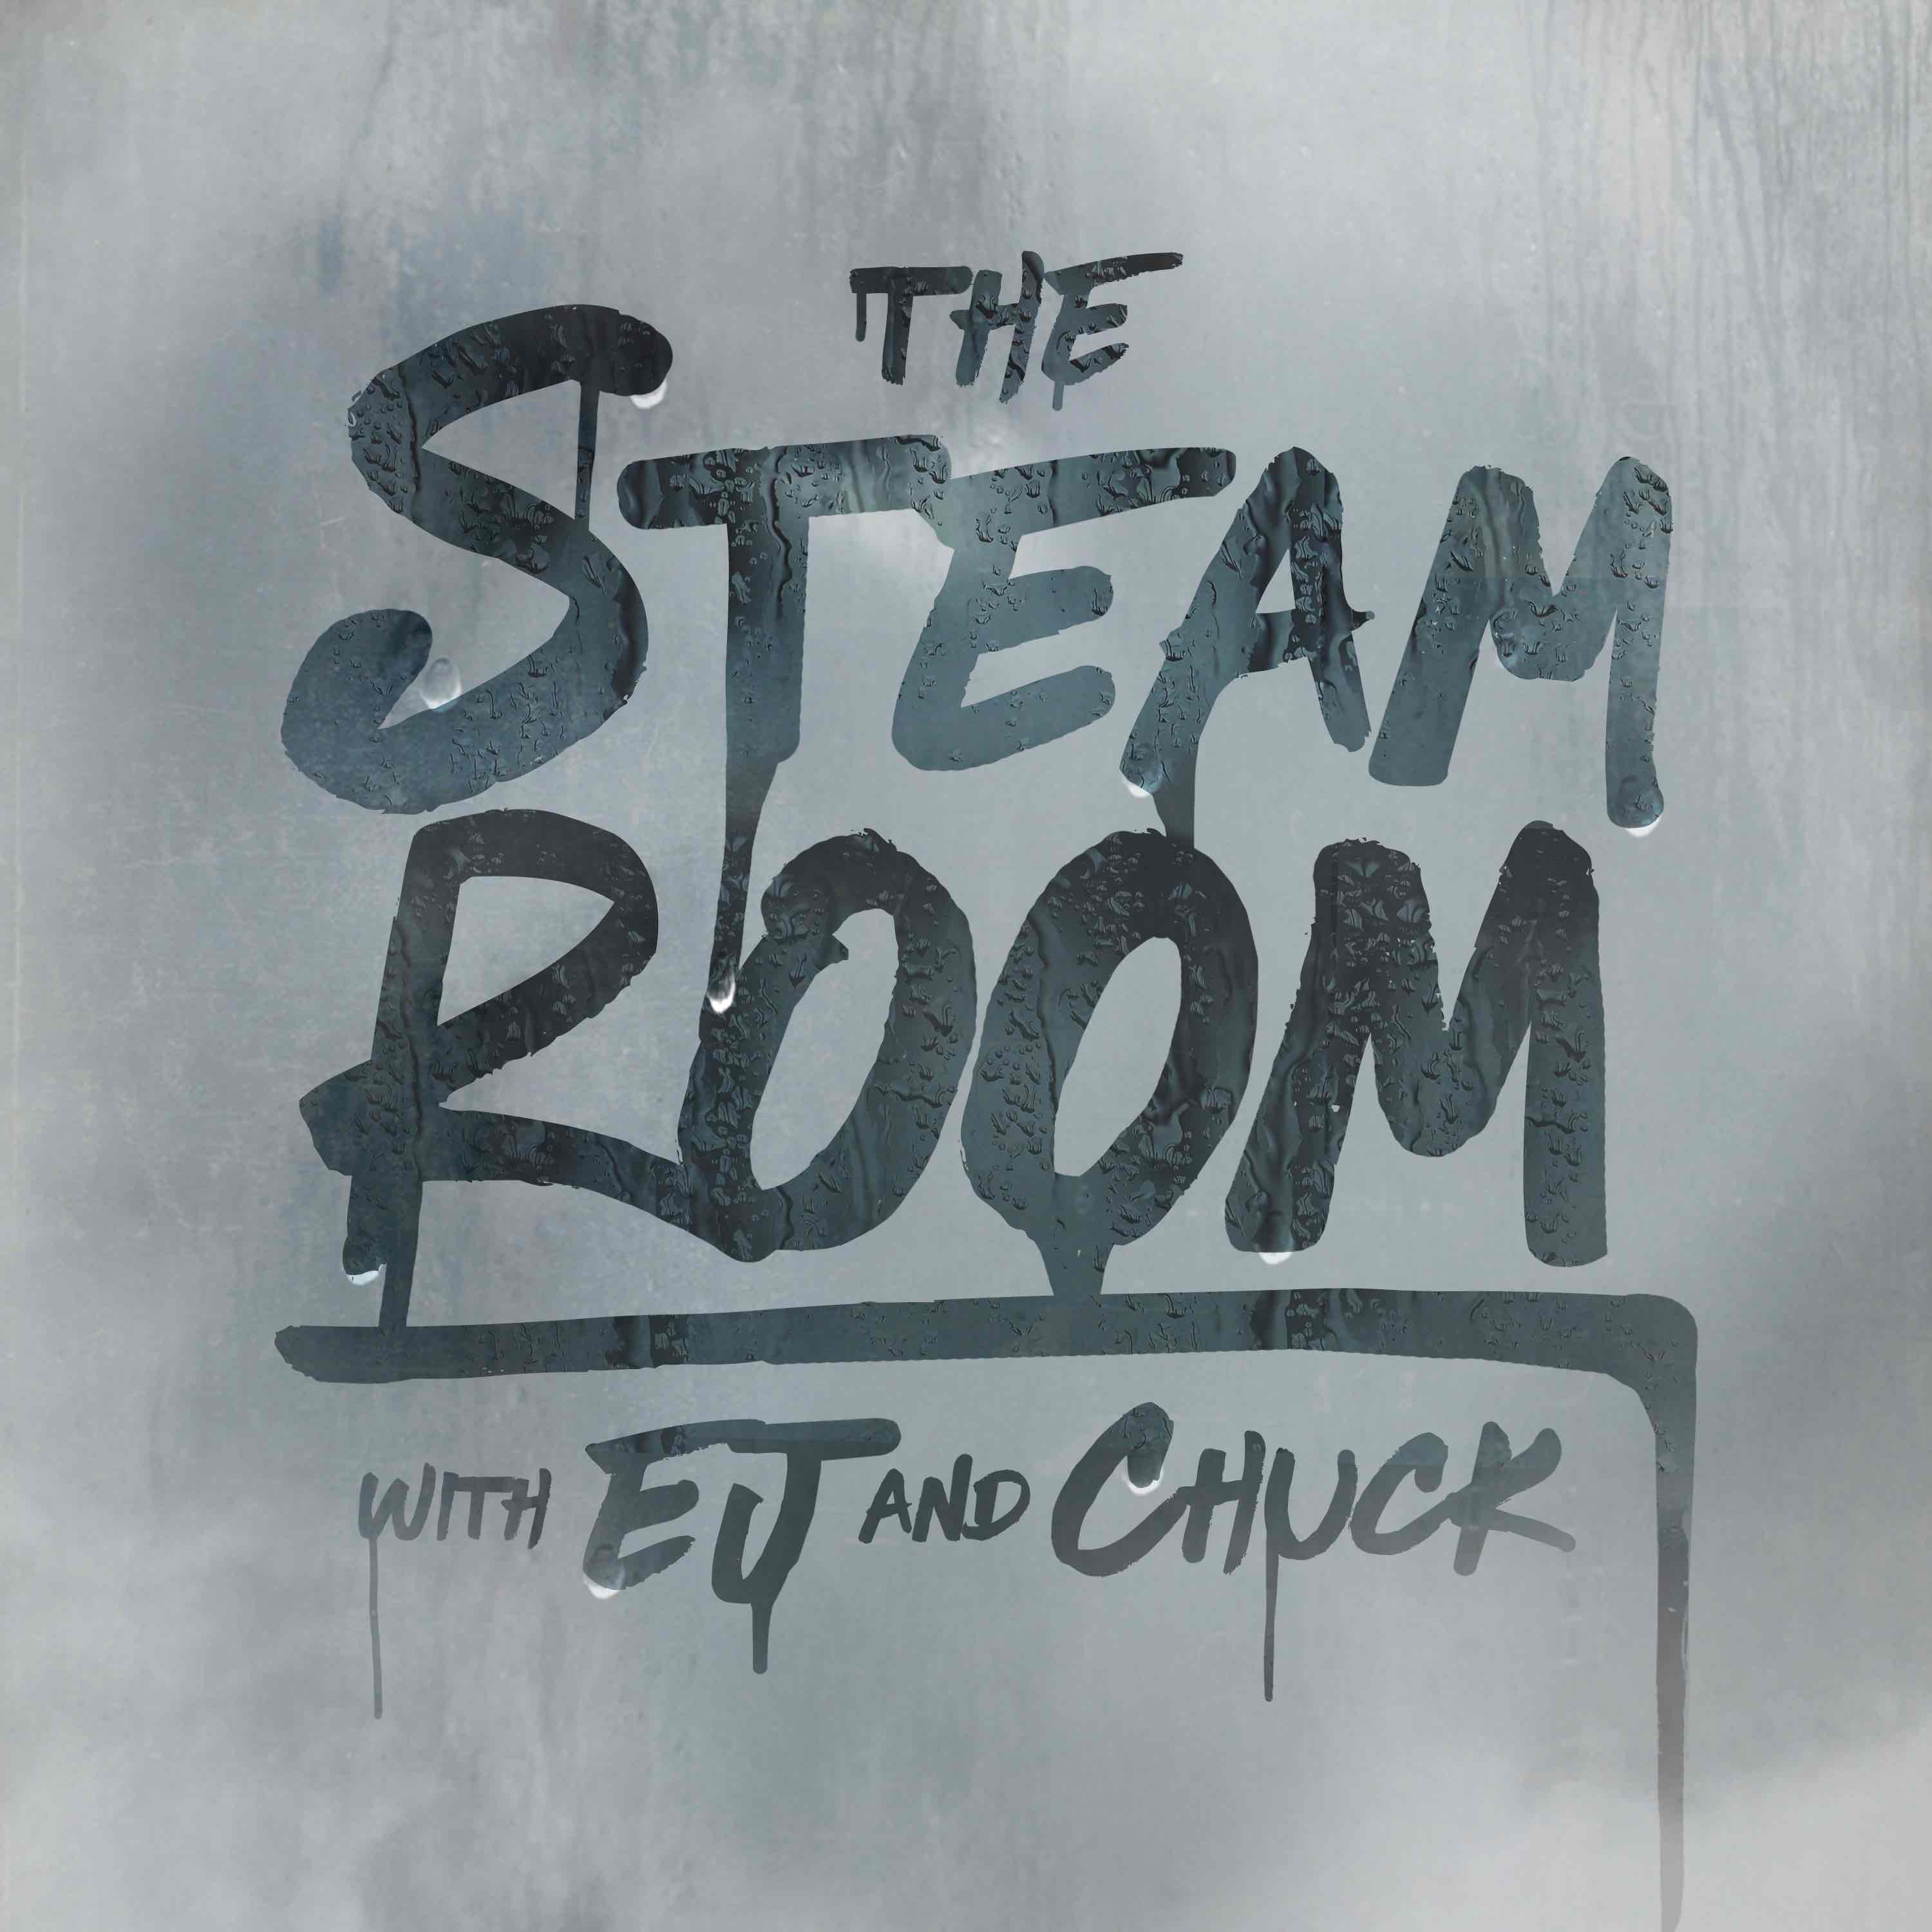 THE
STEAM
ROOM
WITH EJ AND CHUCK